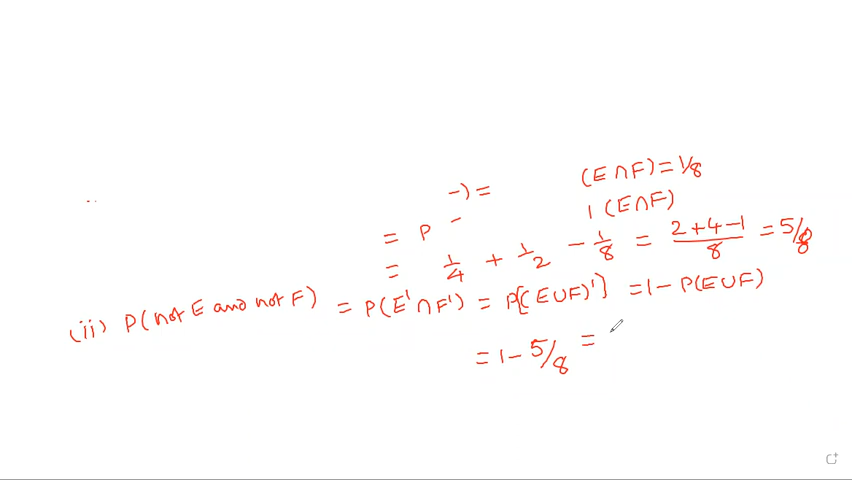 -) = (E ∩ F) = 1/8
= P - (E ∩ F)
= 1/4 + 1/2 - 1/8 = (2+4-1)/8 = 5/8
(ii) P(not E and not F) = P(E' ∩ F') = P[(E∪F)'] = 1 - P(E∪F)
= 1 - 5/8 =